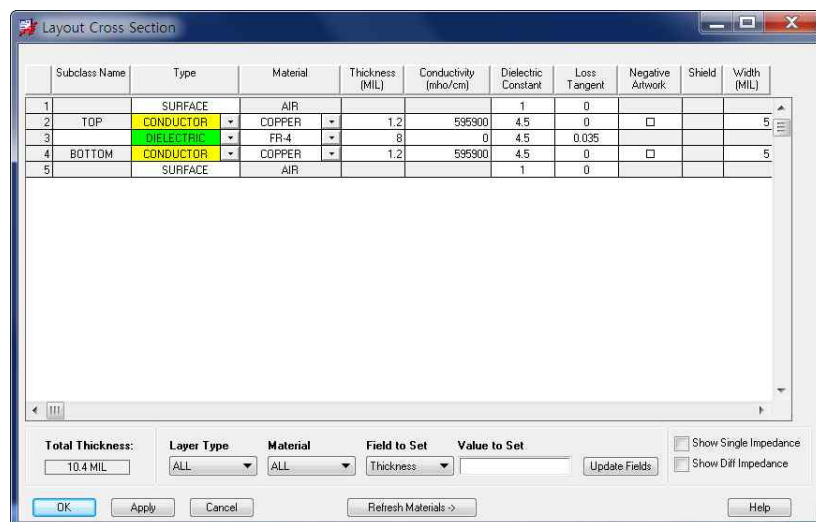 Layout Cross Section
Subclass Name Type Material Thickness (MIL) Conductivity (mho/cm) Dielectric Constant Loss Tangent Negative Artwork Shield Width (MIL)
1 SURFACE AIR 1 0
2 TOP CONDUCTOR COPPER 1.2 595900 4.5 0 5
3 DIELECTRIC FR-4 8 0 4.5 0.035
4 BOTTOM CONDUCTOR COPPER 1.2 595900 4.5 0 5
5 SURFACE AIR 1 0
Total Thickness: Layer Type Material Field to Set Value to Set Show Single Impedance
10.4 MIL ALL ALL Thickness Update Fields Show Diff Impedance
OK Apply Cancel Refresh Materials -> Help